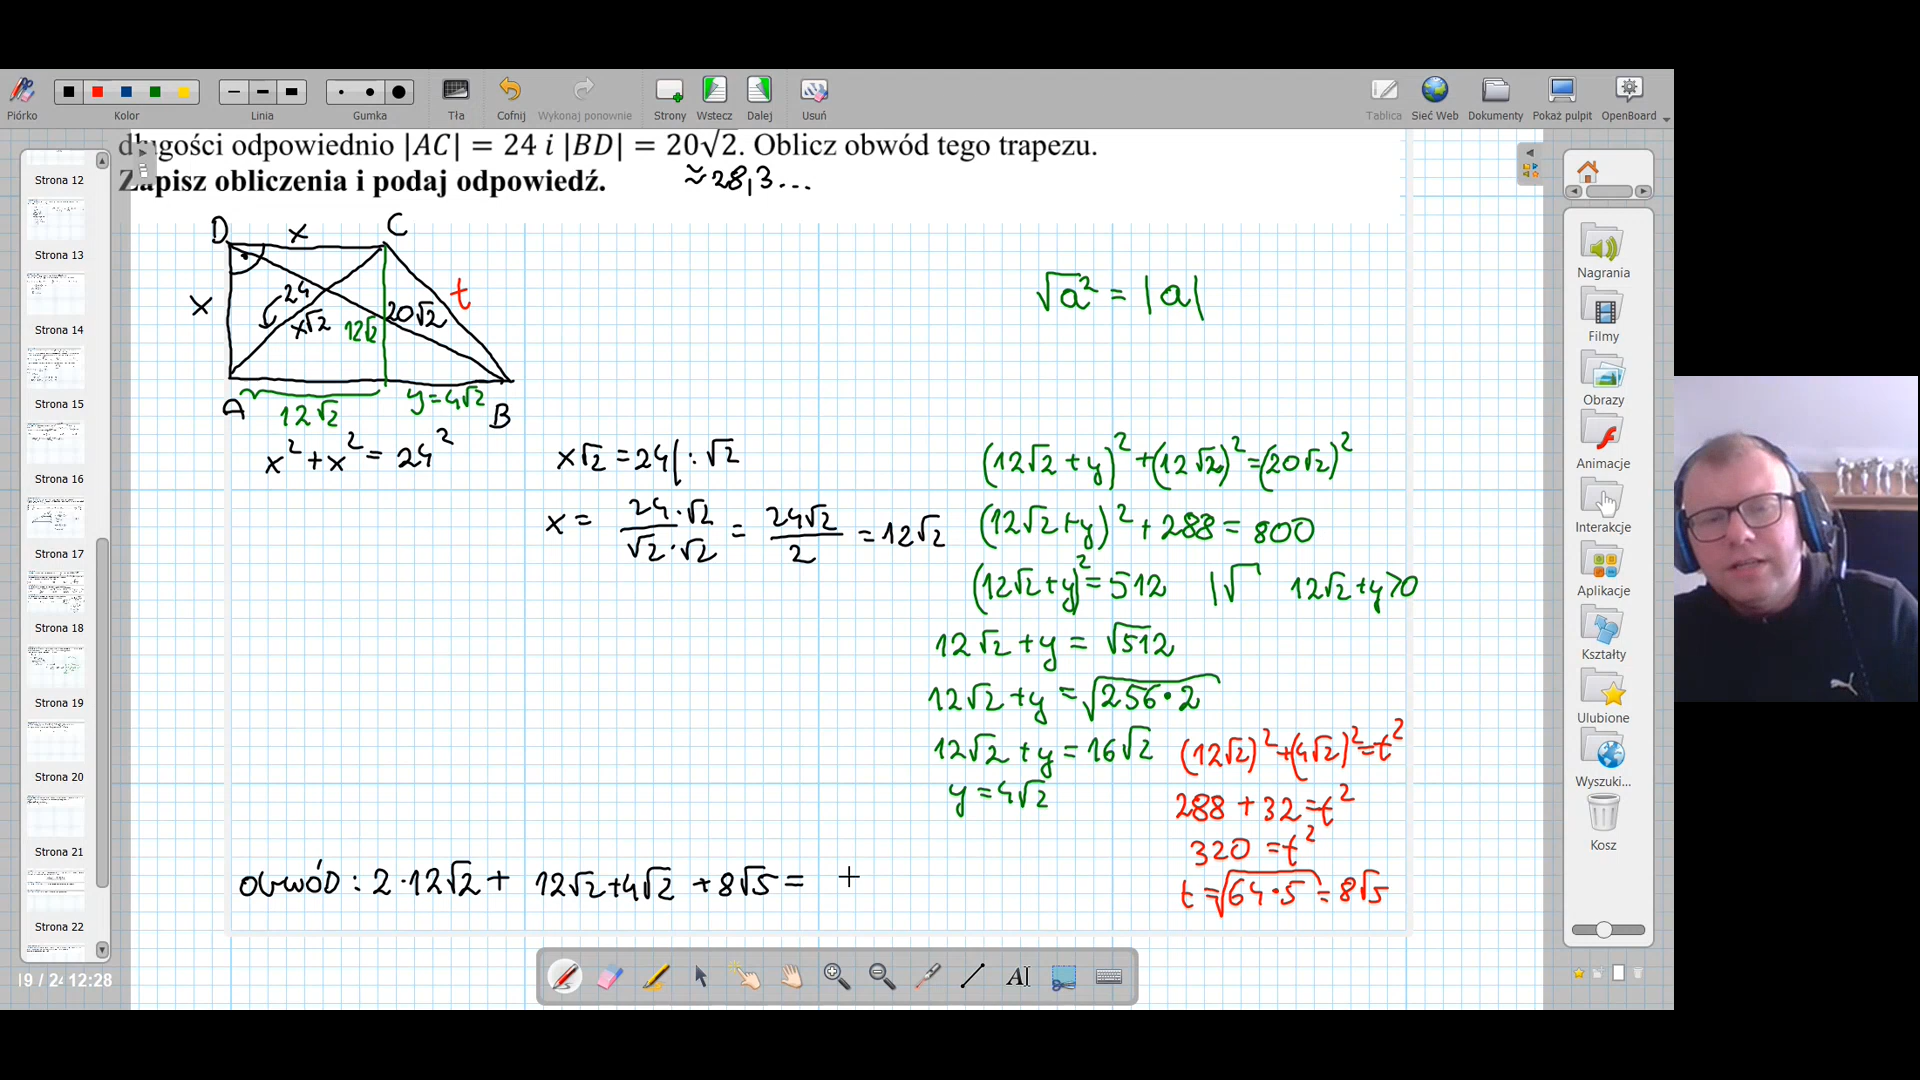 Piórko
Kolor
Linia
Gumka
Tła
Cofnij
Wykonaj ponownie
Strony
Wstecz
Dalej
Usuń
Tablica
Sieć Web
Dokumenty
Pokaż pulpit
OpenBoard
długości odpowiednio |AC| = 24 i |BD| = 20√2. Oblicz obwód tego trapezu.
Zapisz obliczenia i podaj odpowiedź.
≈ 28,3...
Strona 12
Strona 13
Strona 14
Strona 15
Strona 16
Strona 17
Strona 18
Strona 19
Strona 20
Strona 21
Strona 22
19 / 24 12:28
D x C
x 24 x√2 12√2 20√2 t
A 12√2 y=4√2 B
x² + x² = 24²
x√2 = 24 | : √2
x = 24·√2 / √2·√2 = 24√2 / 2 = 12√2
√a² = |a|
(12√2 + y)² + (12√2)² = (20√2)²
(12√2 + y)² + 288 = 800
(12√2 + y)² = 512 |√ 12√2 + y > 0
12√2 + y = √512
12√2 + y = √256·2
12√2 + y = 16√2
y = 4√2
(12√2)² + (4√2)² = t²
288 + 32 = t²
320 = t²
t = √64·5 = 8√5
obwód : 2·12√2 + 12√2 + 4√2 + 8√5 =
Nagrania
Filmy
Obrazy
Animacje
Interakcje
Aplikacje
Kształty
Ulubione
Wyszuki...
Kosz
AI